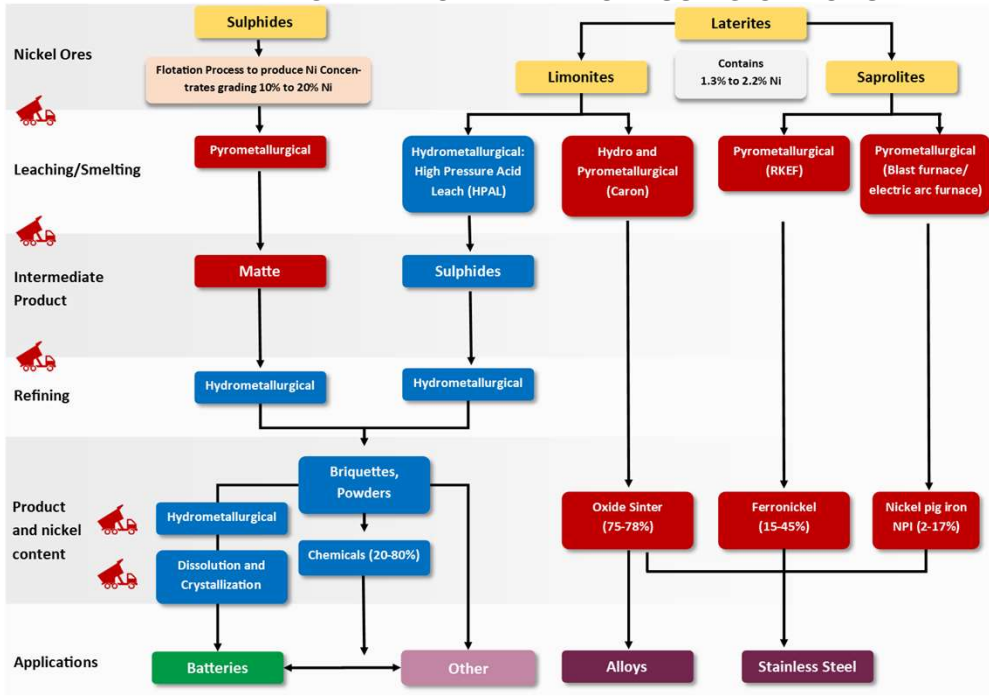 Sulphides
Laterites
Nickel Ores
Flotation Process to produce Ni Concen-
trates grading 10% to 20% Ni
Limonites
Contains
1.3% to 2.2% Ni
Saprolites
Leaching/Smelting
Pyrometallurgical
Hydrometallurgical:
High Pressure Acid
Leach (HPAL)
Hydro and
Pyrometallurgical
(Caron)
Pyrometallurgical
(RKEF)
Pyrometallurgical
(Blast furnace/
electric arc furnace)
Intermediate
Product
Matte
Sulphides
Refining
Hydrometallurgical
Hydrometallurgical
Product
and nickel
content
Briquettes,
Powders
Hydrometallurgical
Dissolution and
Crystallization
Chemicals (20-80%)
Oxide Sinter
(75-78%)
Ferronickel
(15-45%)
Nickel pig iron
NPI (2-17%)
Applications
Batteries
Other
Alloys
Stainless Steel